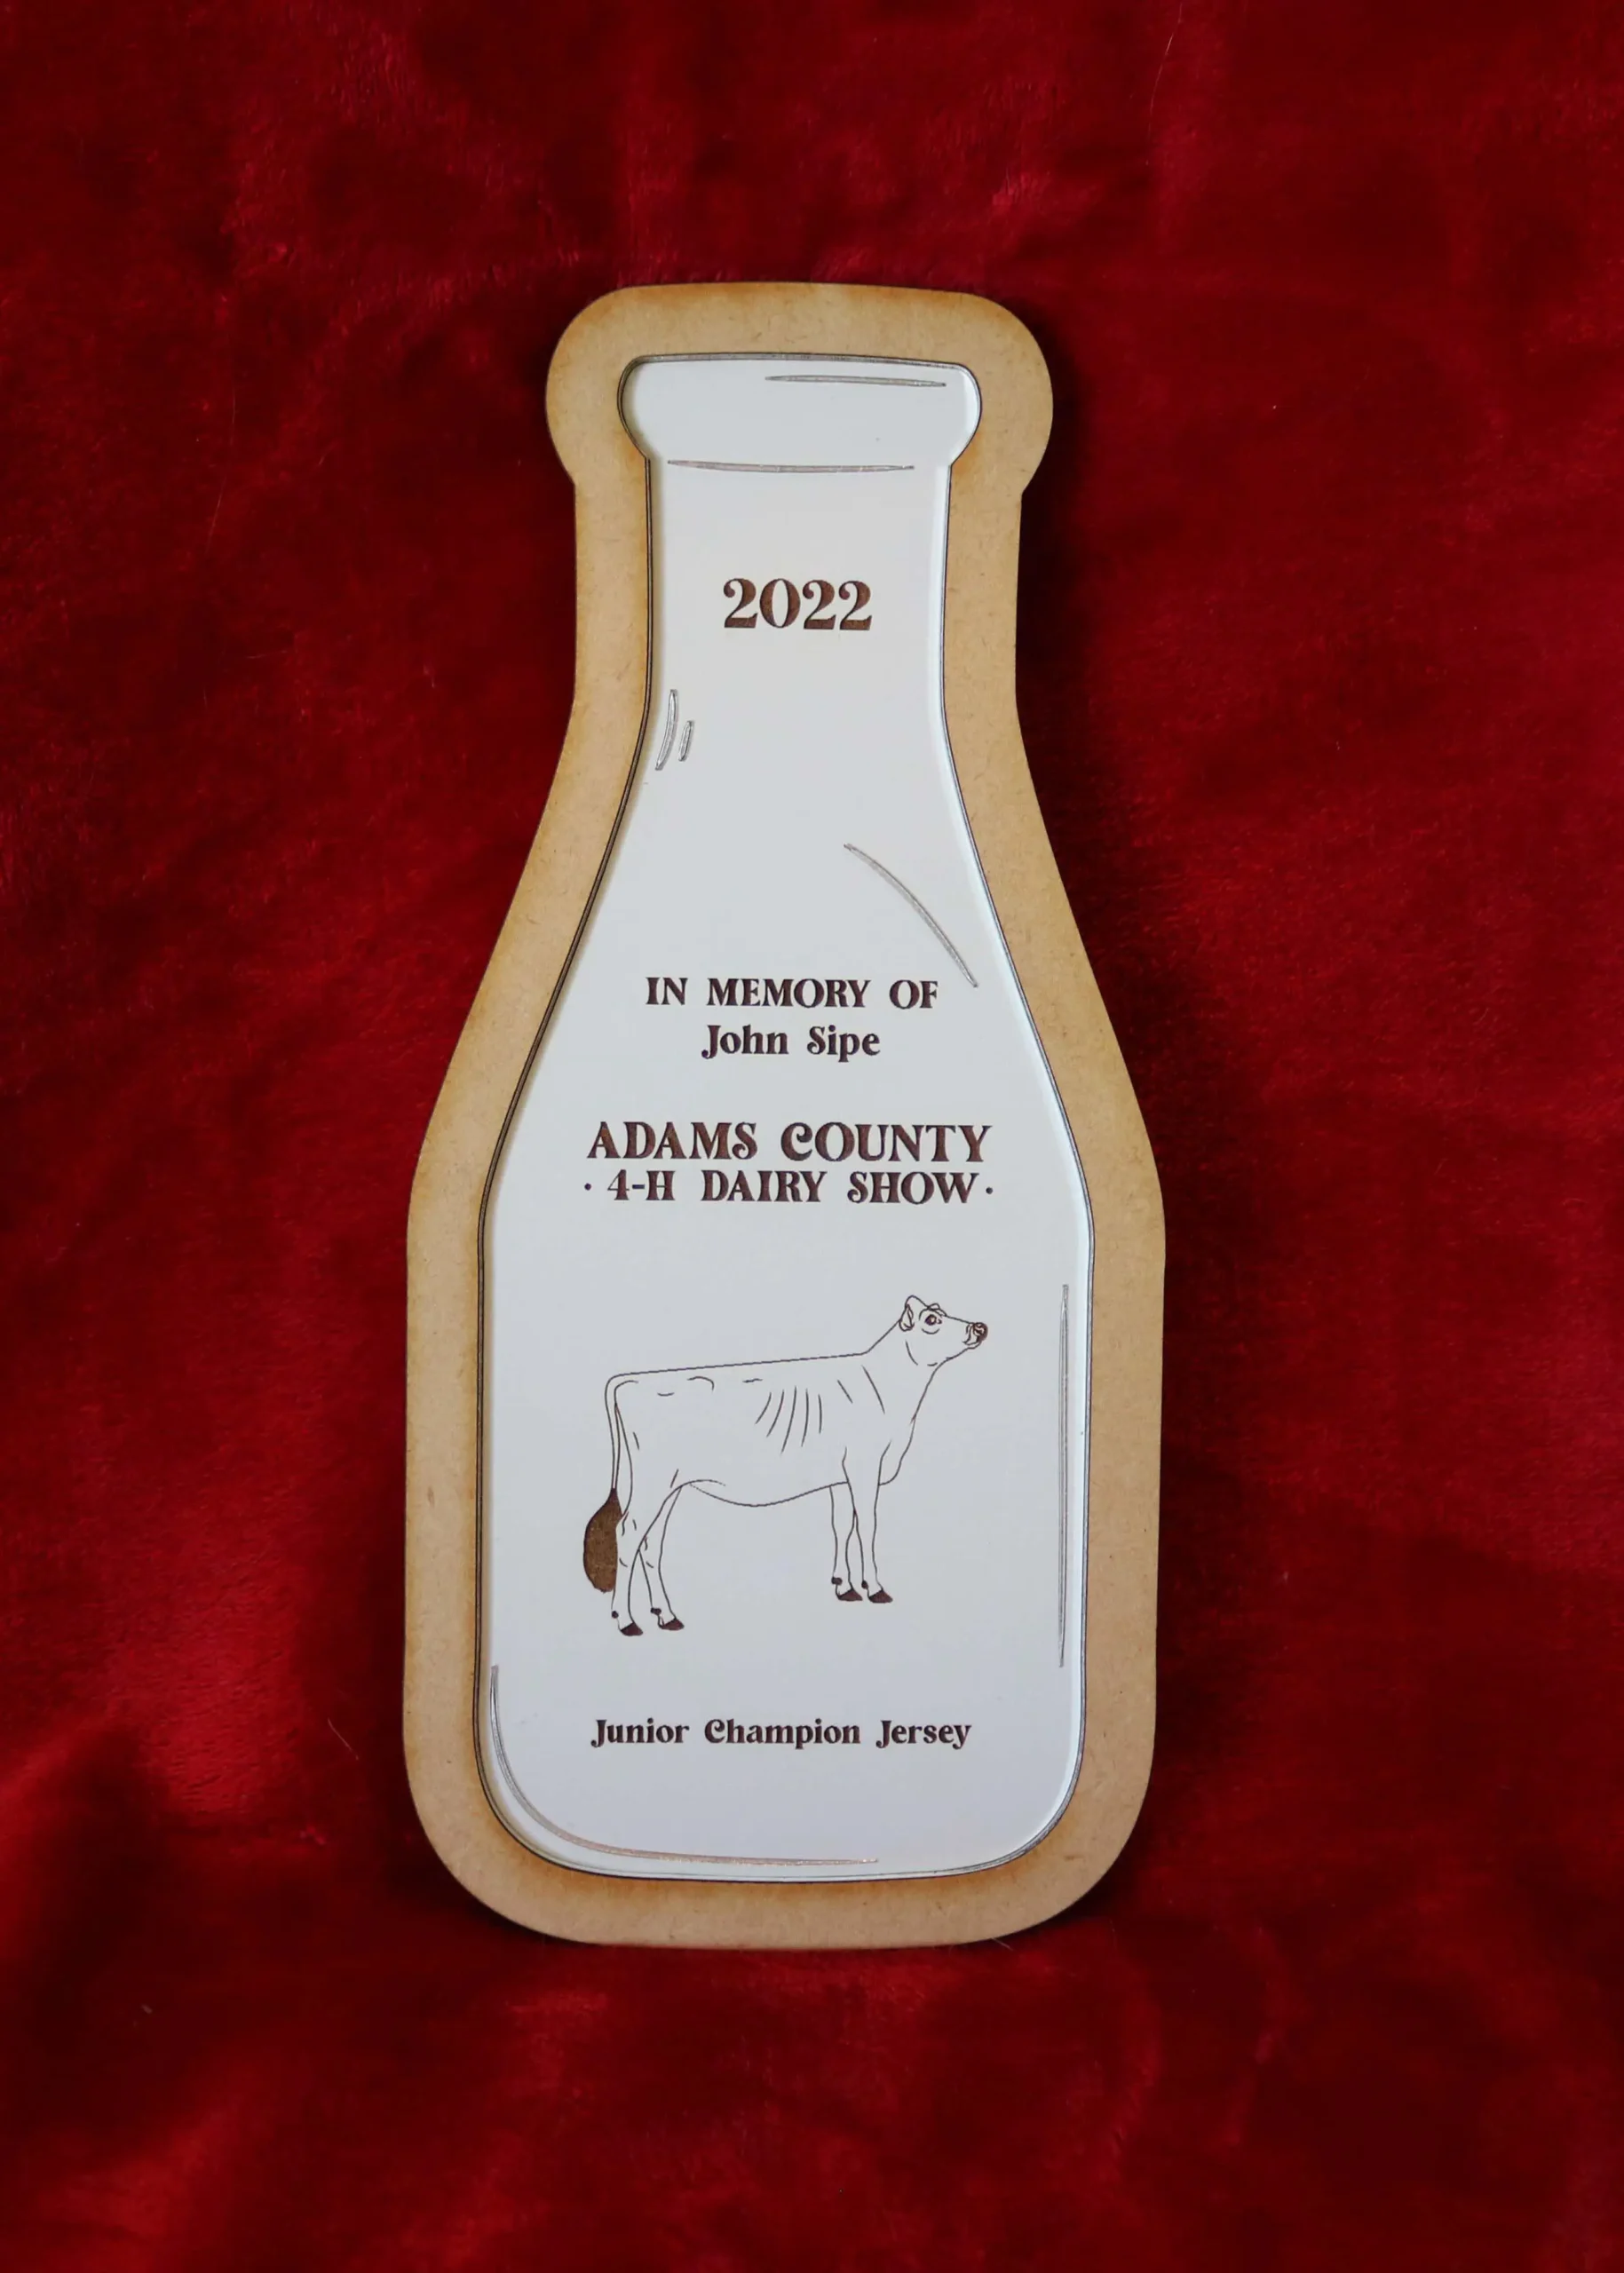 2022
IN MEMORY OF
John Sipe
ADAMS COUNTY
· 4-H DAIRY SHOW ·
Junior Champion Jersey